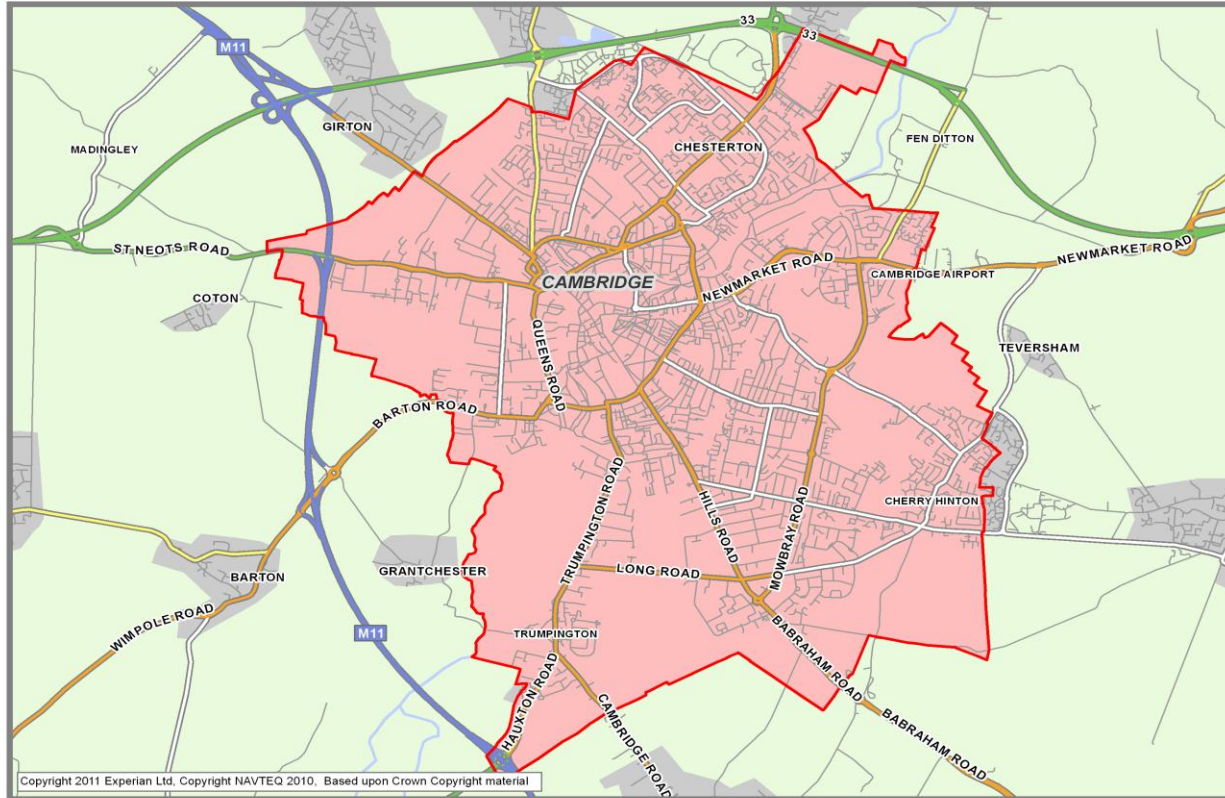 33
33
M11
GIRTON
MADINGLEY
CHESTERTON
FEN DITTON
ST NEOTS ROAD
NEWMARKET ROAD
NEWMARKET ROAD
CAMBRIDGE AIRPORT
CAMBRIDGE
COTON
QUEENS ROAD
TEVERSHAM
BARTON ROAD
CHERRY HINTON
TRUMPINGTON ROAD
HILLS ROAD
MOWBRAY ROAD
GRANTCHESTER
LONG ROAD
BARTON
WIMPOLE ROAD
M11
TRUMPINGTON
HAUXTON ROAD
BABRAHAM ROAD
BABRAHAM ROAD
CAMBRIDGE ROAD
Copyright 2011 Experian Ltd, Copyright NAVTEQ 2010, Based upon Crown Copyright material